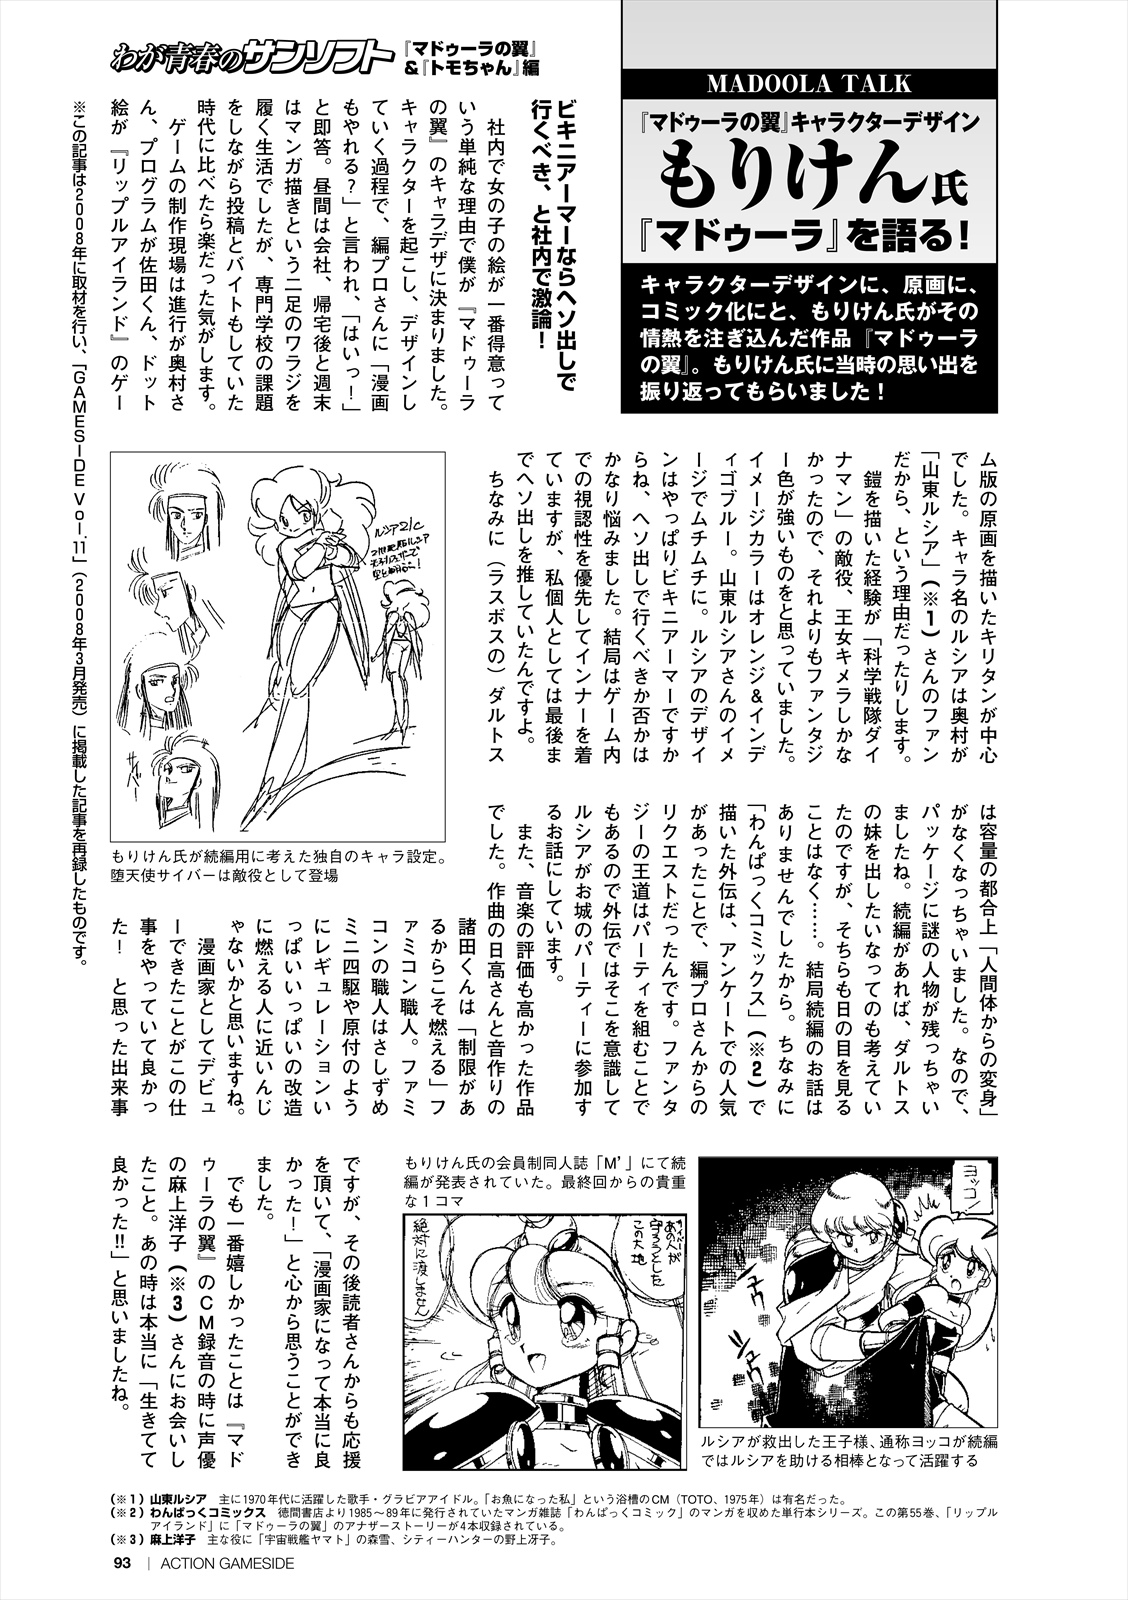 わが青春のサンソフト
『マドゥーラの翼』
＆『トモちゃん』編
MADOOLA TALK
『マドゥーラの翼』キャラクターデザイン
もりけん氏
『マドゥーラ』を語る！
キャラクターデザインに、原画に、
コミック化にと、もりけん氏がその
情熱を注ぎ込んだ作品『マドゥーラ
の翼』。もりけん氏に当時の思い出を
振り返ってもらいました！
ビキニアーマーならヘソ出しで
行くべき、と社内で激論！
社内で女の子の絵が一番得意って
いう単純な理由で僕が『マドゥーラ
の翼』のキャラデザに決まりました。
キャラクターを起こし、デザインし
ていく過程で、編プロさんに「漫画
もやれる？」と言われ、「はいっ！」
と即答。昼間は会社、帰宅後と週末
はマンガ描きという二足のワラジを
履く生活でしたが、専門学校の課題
をしながら投稿とバイトもしていた
時代に比べたら楽だった気がします。
ゲームの制作現場は進行が奥村さ
ん、プログラムが佐田くん、ドット
絵が『リップルアイランド』のゲー
ム版の原画を描いたキリタンが中心
でした。キャラ名のルシアは奥村が
「山東ルシア」（※1）さんのファン
だから、という理由だったりします。
鎧を描いた経験が「科学戦隊ダイ
ナマン」の敵役、王女キメラしかな
かったので、それよりもファンタジ
ー色が強いものをと思っていました。
イメージカラーはオレンジ＆インデ
ィゴブルー。山東ルシアさんのイメ
ージでムチムチに。ルシアのデザイ
ンはやっぱりビキニアーマーですか
らね、ヘソ出しで行くべきか否かは
かなり悩みました。結局はゲーム内
での視認性を優先してインナーを着
ていますが、私個人としては最後ま
でヘソ出しを推していたんですよ。
ちなみに（ラスボスの）ダルトス
は容量の都合上「人間体からの変身」
がなくなっちゃいました。なので、
パッケージに謎の人物が残っちゃい
ましたね。続編があれば、ダルトス
の妹を出したいなってのも考えてい
たのですが、そちらも日の目を見る
ことはなく……。結局続編のお話は
ありませんでしたから。ちなみに
「わんぱっくコミックス」（※2）で
描いた外伝は、アンケートでの人気
があったことで、編プロさんからの
リクエストだったんです。ファンタ
ジーの王道はパーティを組むことで
もあるので外伝ではそこを意識して
ルシアがお城のパーティーに参加す
るお話にしています。
また、音楽の評価も高かった作品
でした。作曲の日高さんと音作りの
諸田くんは「制限があ
るからこそ燃える」フ
ァミコン職人。ファミ
コンの職人はさしずめ
ミニ四駆や原付のよう
にレギュレーションい
っぱいいっぱいの改造
に燃える人に近いんじ
ゃないかと思いますね。
漫画家としてデビュ
ーできたことがこの仕
事をやっていて良かっ
た！　と思った出来事
ですが、その後読者さんからも応援
を頂いて、「漫画家になって本当に良
かった！」と心から思うことができ
ました。
でも一番嬉しかったことは『マド
ゥーラの翼』のCM録音の時に声優
の麻上洋子（※3）さんにお会いし
たこと。あの時は本当に「生きてて
良かった!!」と思いましたね。
ルシア21c
サイバー
もりけん氏が続編用に考えた独自のキャラ設定。
堕天使サイバーは敵役として登場
もりけん氏の会員制同人誌「M’」にて続
編が発表されていた。最終回からの貴重
な１コマ
あの人が
守ろうとした
この大地
絶対に渡しません
ヨッコ！
ルシアが救出した王子様、通称ヨッコが続編
ではルシアを助ける相棒となって活躍する
※この記事は2008年に取材を行い、「GAMESIDE Vol.11」（2008年3月発売）に掲載した記事を再録したものです。
（※１）山東ルシア　主に1970年代に活躍した歌手・グラビアアイドル。「お魚になった私」という浴槽のCM（TOTO、1975年）は有名だった。
（※２）わんぱっくコミックス　徳間書店より1985〜89年に発行されていたマンガ雑誌「わんぱっくコミック」のマンガを収めた単行本シリーズ。この第55巻、「リップル
アイランド」に「マドゥーラの翼」のアナザーストーリーが４本収録されている。
（※３）麻上洋子　主な役に「宇宙戦艦ヤマト」の森雪、シティーハンターの野上冴子。
93 | ACTION GAMESIDE